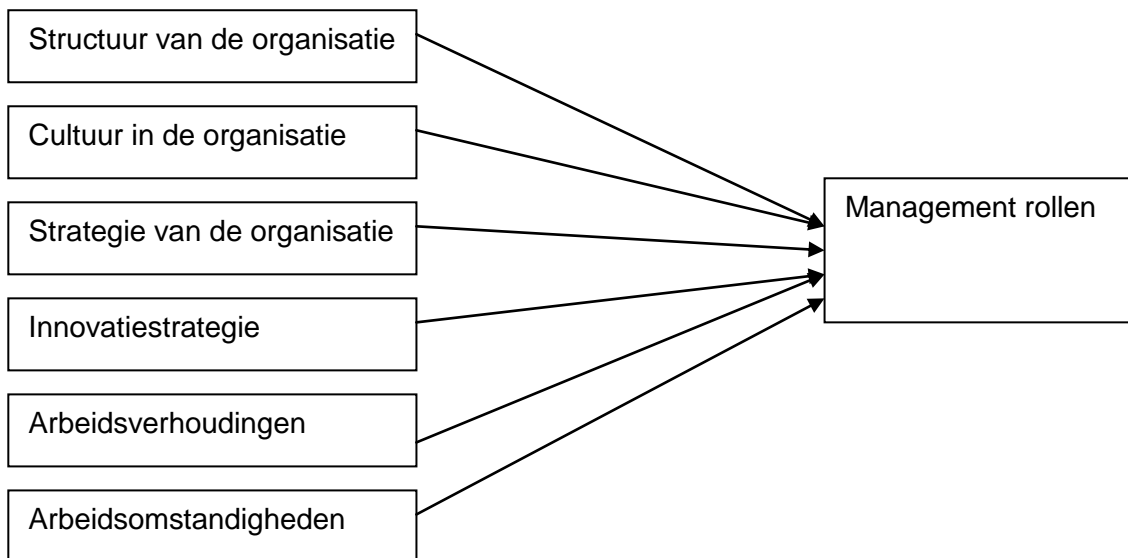 Structuur van de organisatie
Cultuur in de organisatie
Strategie van de organisatie
Innovatiestrategie
Arbeidsverhoudingen
Arbeidsomstandigheden
Management rollen